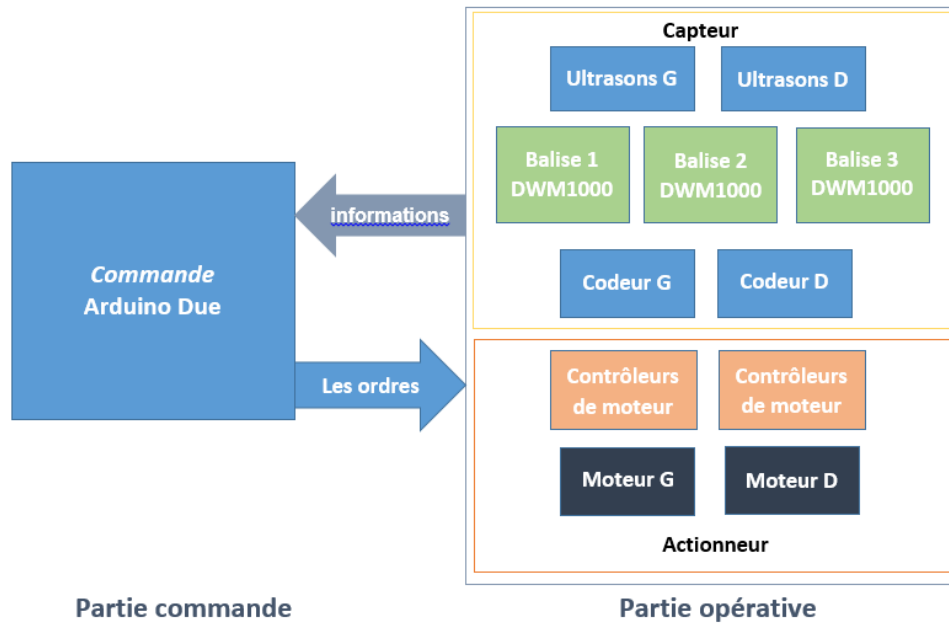 Capteur
Ultrasons G
Ultrasons D
Balise 1
DWM1000
Balise 2
DWM1000
Balise 3
DWM1000
informations
Codeur G
Codeur D
Commande
Arduino Due
Les ordres
Contrôleurs
de moteur
Contrôleurs
de moteur
Moteur G
Moteur D
Actionneur
Partie commande
Partie opérative